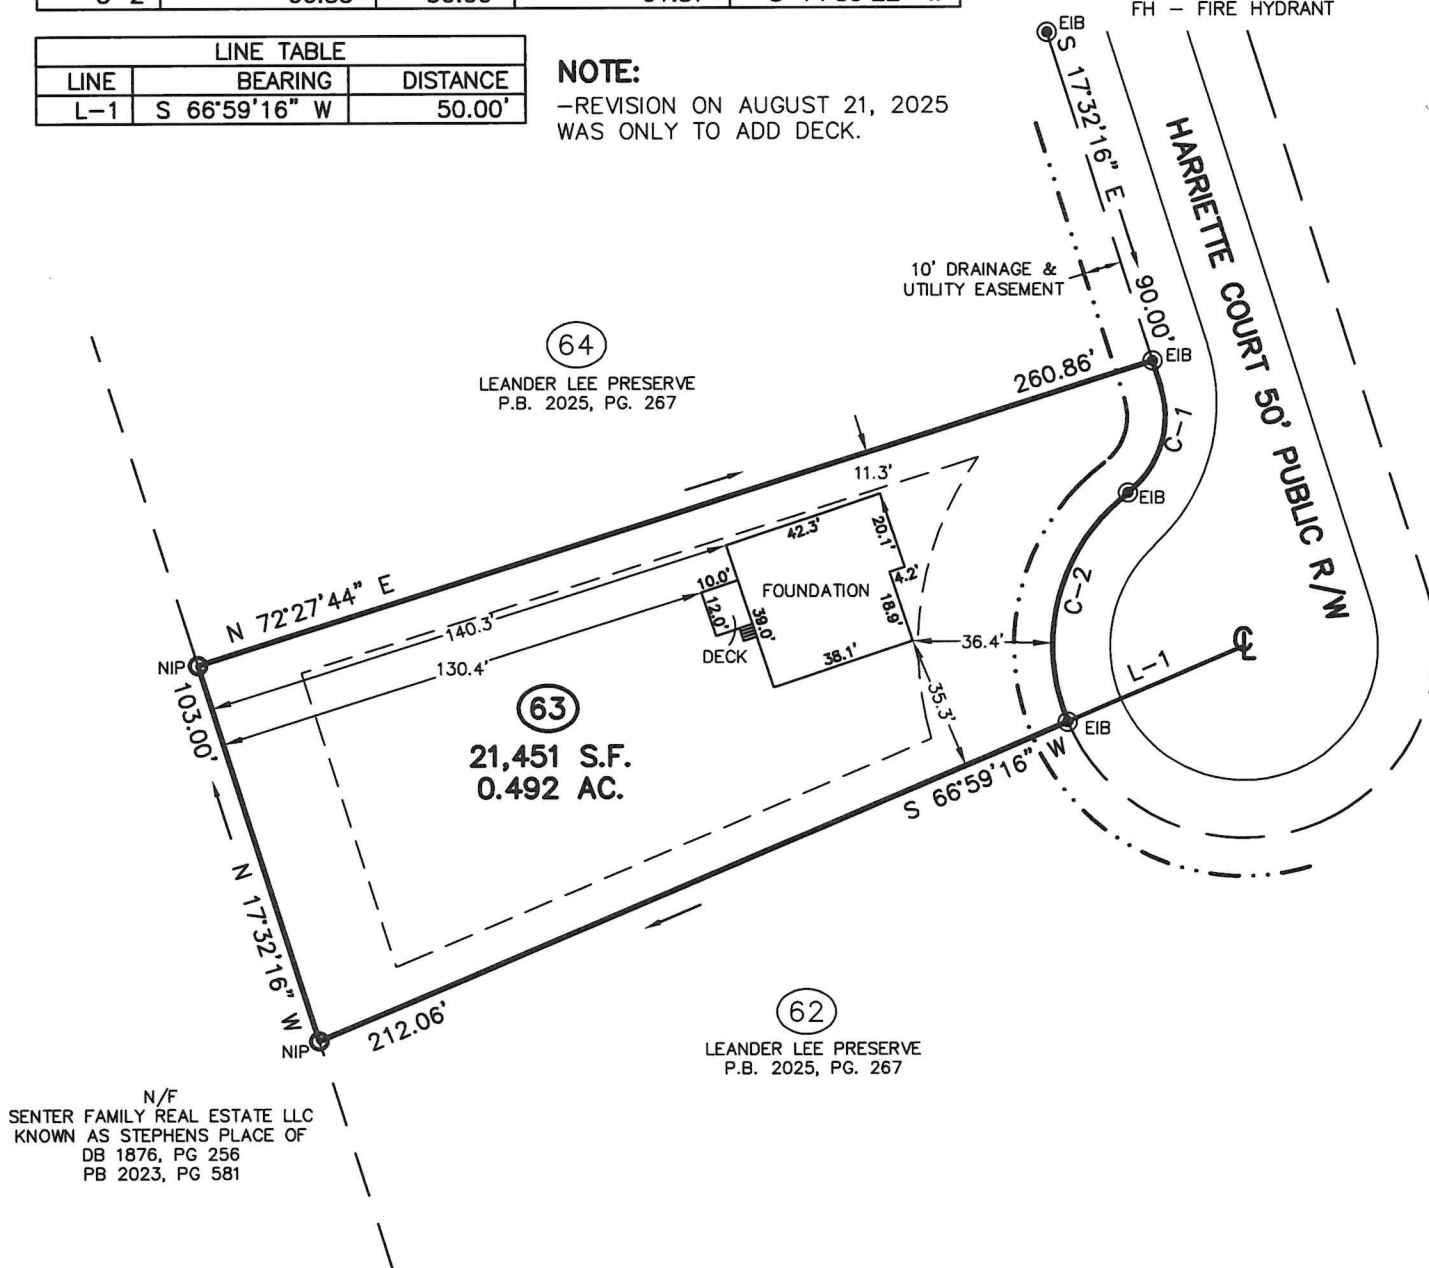 FH – FIRE HYDRANT
LINE TABLE
LINE BEARING DISTANCE
L–1 S 66°59'16" W 50.00'
NOTE:
–REVISION ON AUGUST 21, 2025
WAS ONLY TO ADD DECK.
EIB
S 17°32'16" E
90.00'
HARRIETTE COURT 50' PUBLIC R/W
10' DRAINAGE &
UTILITY EASEMENT
64
LEANDER LEE PRESERVE
P.B. 2025, PG. 267
260.86'
EIB
C–1
11.3'
EIB
42.3'
20.1'
4.2'
FOUNDATION
18.9'
10.0'
12.0'
39.0'
DECK
38.1'
C–2
N 72°27'44" E
140.3'
130.4'
36.4'
35.3'
L–1
CL
NIP
103.00'
63
21,451 S.F.
0.492 AC.
EIB
S 66°59'16" W
N 17°32'16" W
212.06'
NIP
62
LEANDER LEE PRESERVE
P.B. 2025, PG. 267
N/F
SENTER FAMILY REAL ESTATE LLC
KNOWN AS STEPHENS PLACE OF
DB 1876, PG 256
PB 2023, PG 581